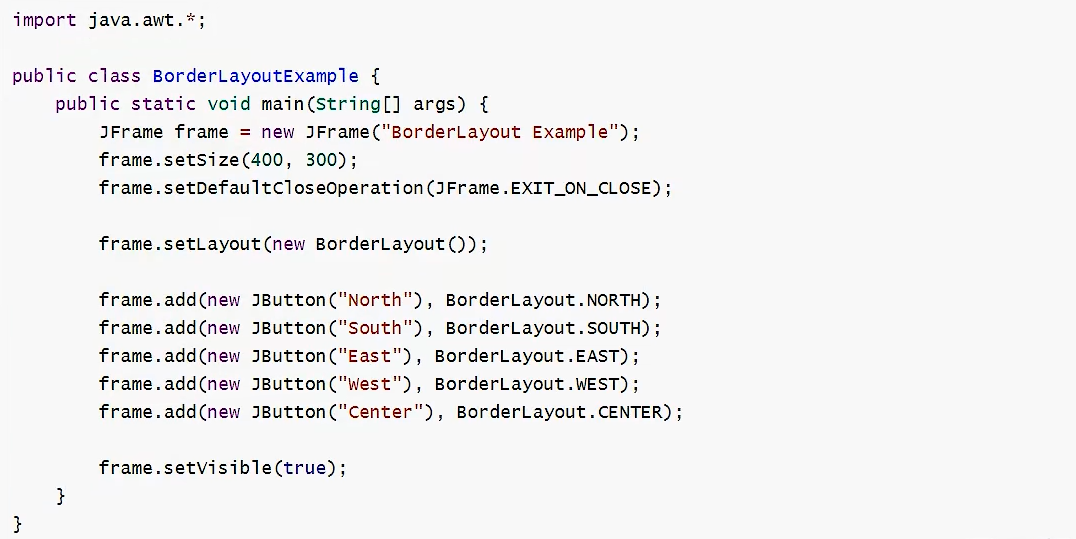 import java.awt.*;
public class BorderLayoutExample {
public static void main(String[] args) {
JFrame frame = new JFrame("BorderLayout Example");
frame.setSize(400, 300);
frame.setDefaultCloseOperation(JFrame.EXIT_ON_CLOSE);
frame.setLayout(new BorderLayout());
frame.add(new JButton("North"), BorderLayout.NORTH);
frame.add(new JButton("South"), BorderLayout.SOUTH);
frame.add(new JButton("East"), BorderLayout.EAST);
frame.add(new JButton("West"), BorderLayout.WEST);
frame.add(new JButton("Center"), BorderLayout.CENTER);
frame.setVisible(true);
}
}